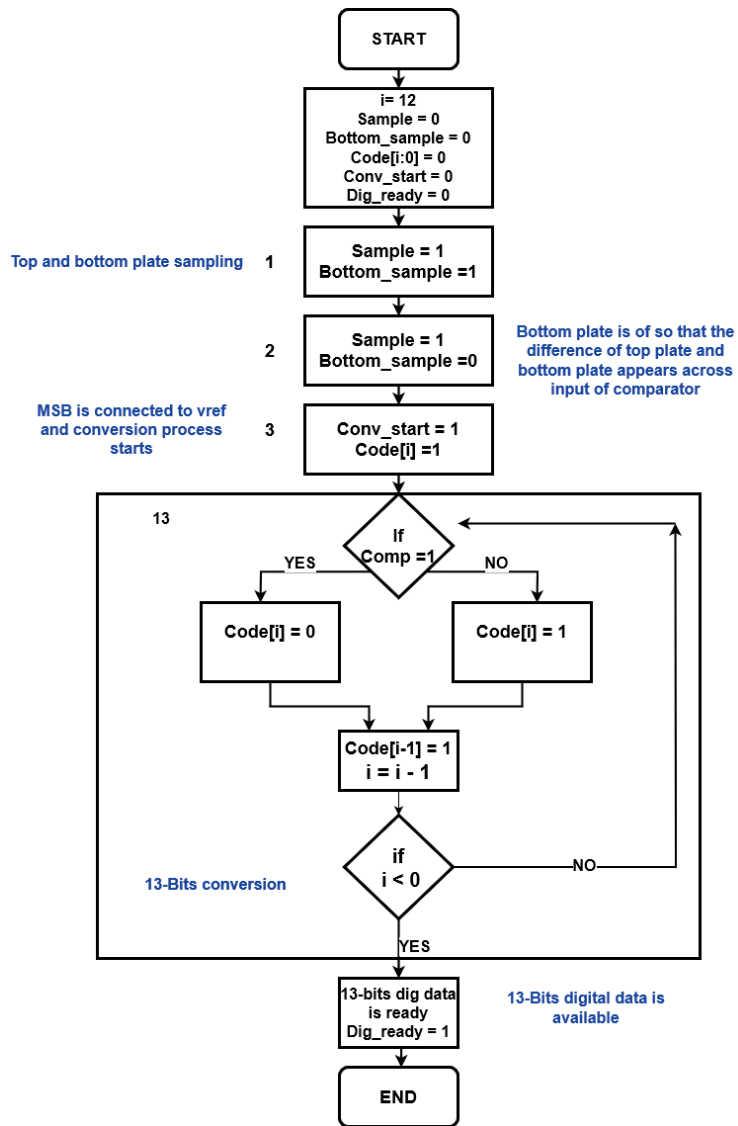 START
i= 12
Sample = 0
Bottom_sample = 0
Code[i:0] = 0
Conv_start = 0
Dig_ready = 0
Top and bottom plate sampling
1
Sample = 1
Bottom_sample =1
2
Sample = 1
Bottom_sample =0
Bottom plate is of so that the
difference of top plate and
bottom plate appears across
input of comparator
MSB is connected to vref
and conversion process
starts
3
Conv_start = 1
Code[i] =1
13
If
Comp =1
YES
NO
Code[i] = 0
Code[i] = 1
Code[i-1] = 1
i = i - 1
if
i < 0
NO
13-Bits conversion
YES
13-bits dig data
is ready
Dig_ready = 1
13-Bits digital data is
available
END